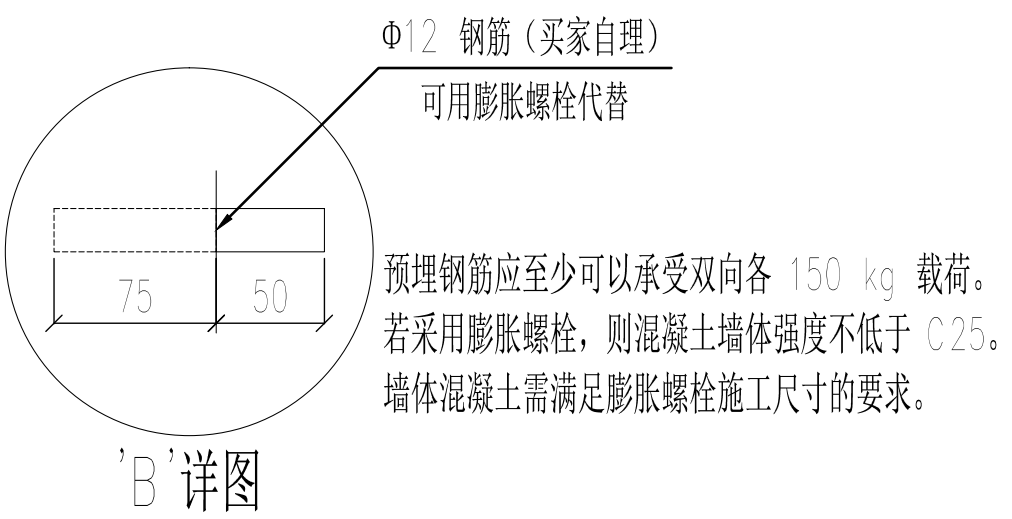 Φ12 钢筋（买家自理）
可用膨胀螺栓代替
75
50
预埋钢筋应至少可以承受双向各 150 kg 载荷。
若采用膨胀螺栓，则混凝土墙体强度不低于 C25。
墙体混凝土需满足膨胀螺栓施工尺寸的要求。
'B'详图